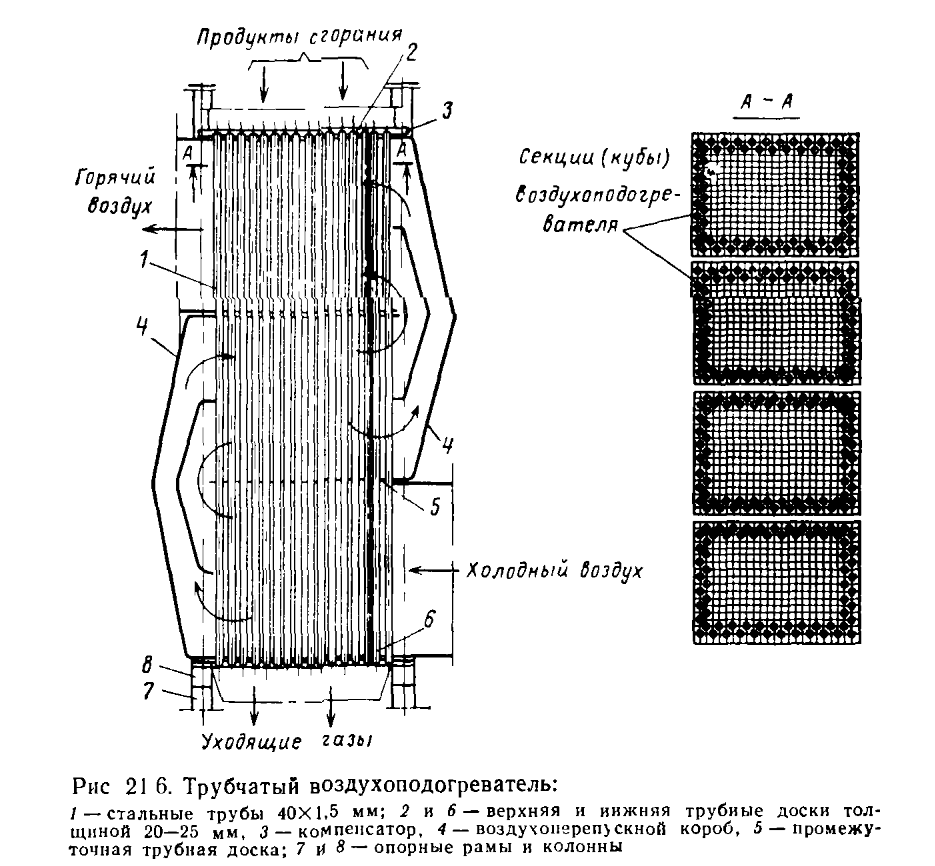 Продукты сгорания
2
3
А – А
А
А
Секции (кубы)
воздухоподогре-
вателя
Горячий
воздух
1
4
4
5
Холодный воздух
6
8
7
Уходящие газы
Рис 21 6. Трубчатый воздухоподогреватель:
1 — стальные трубы 40×1,5 мм; 2 и 6 — верхняя и нижняя трубные доски тол-
щиной 20—25 мм, 3 — компенсатор, 4 — воздухоперепускной короб, 5 — промежу-
точная трубная доска; 7 и 8 — опорные рамы и колонны